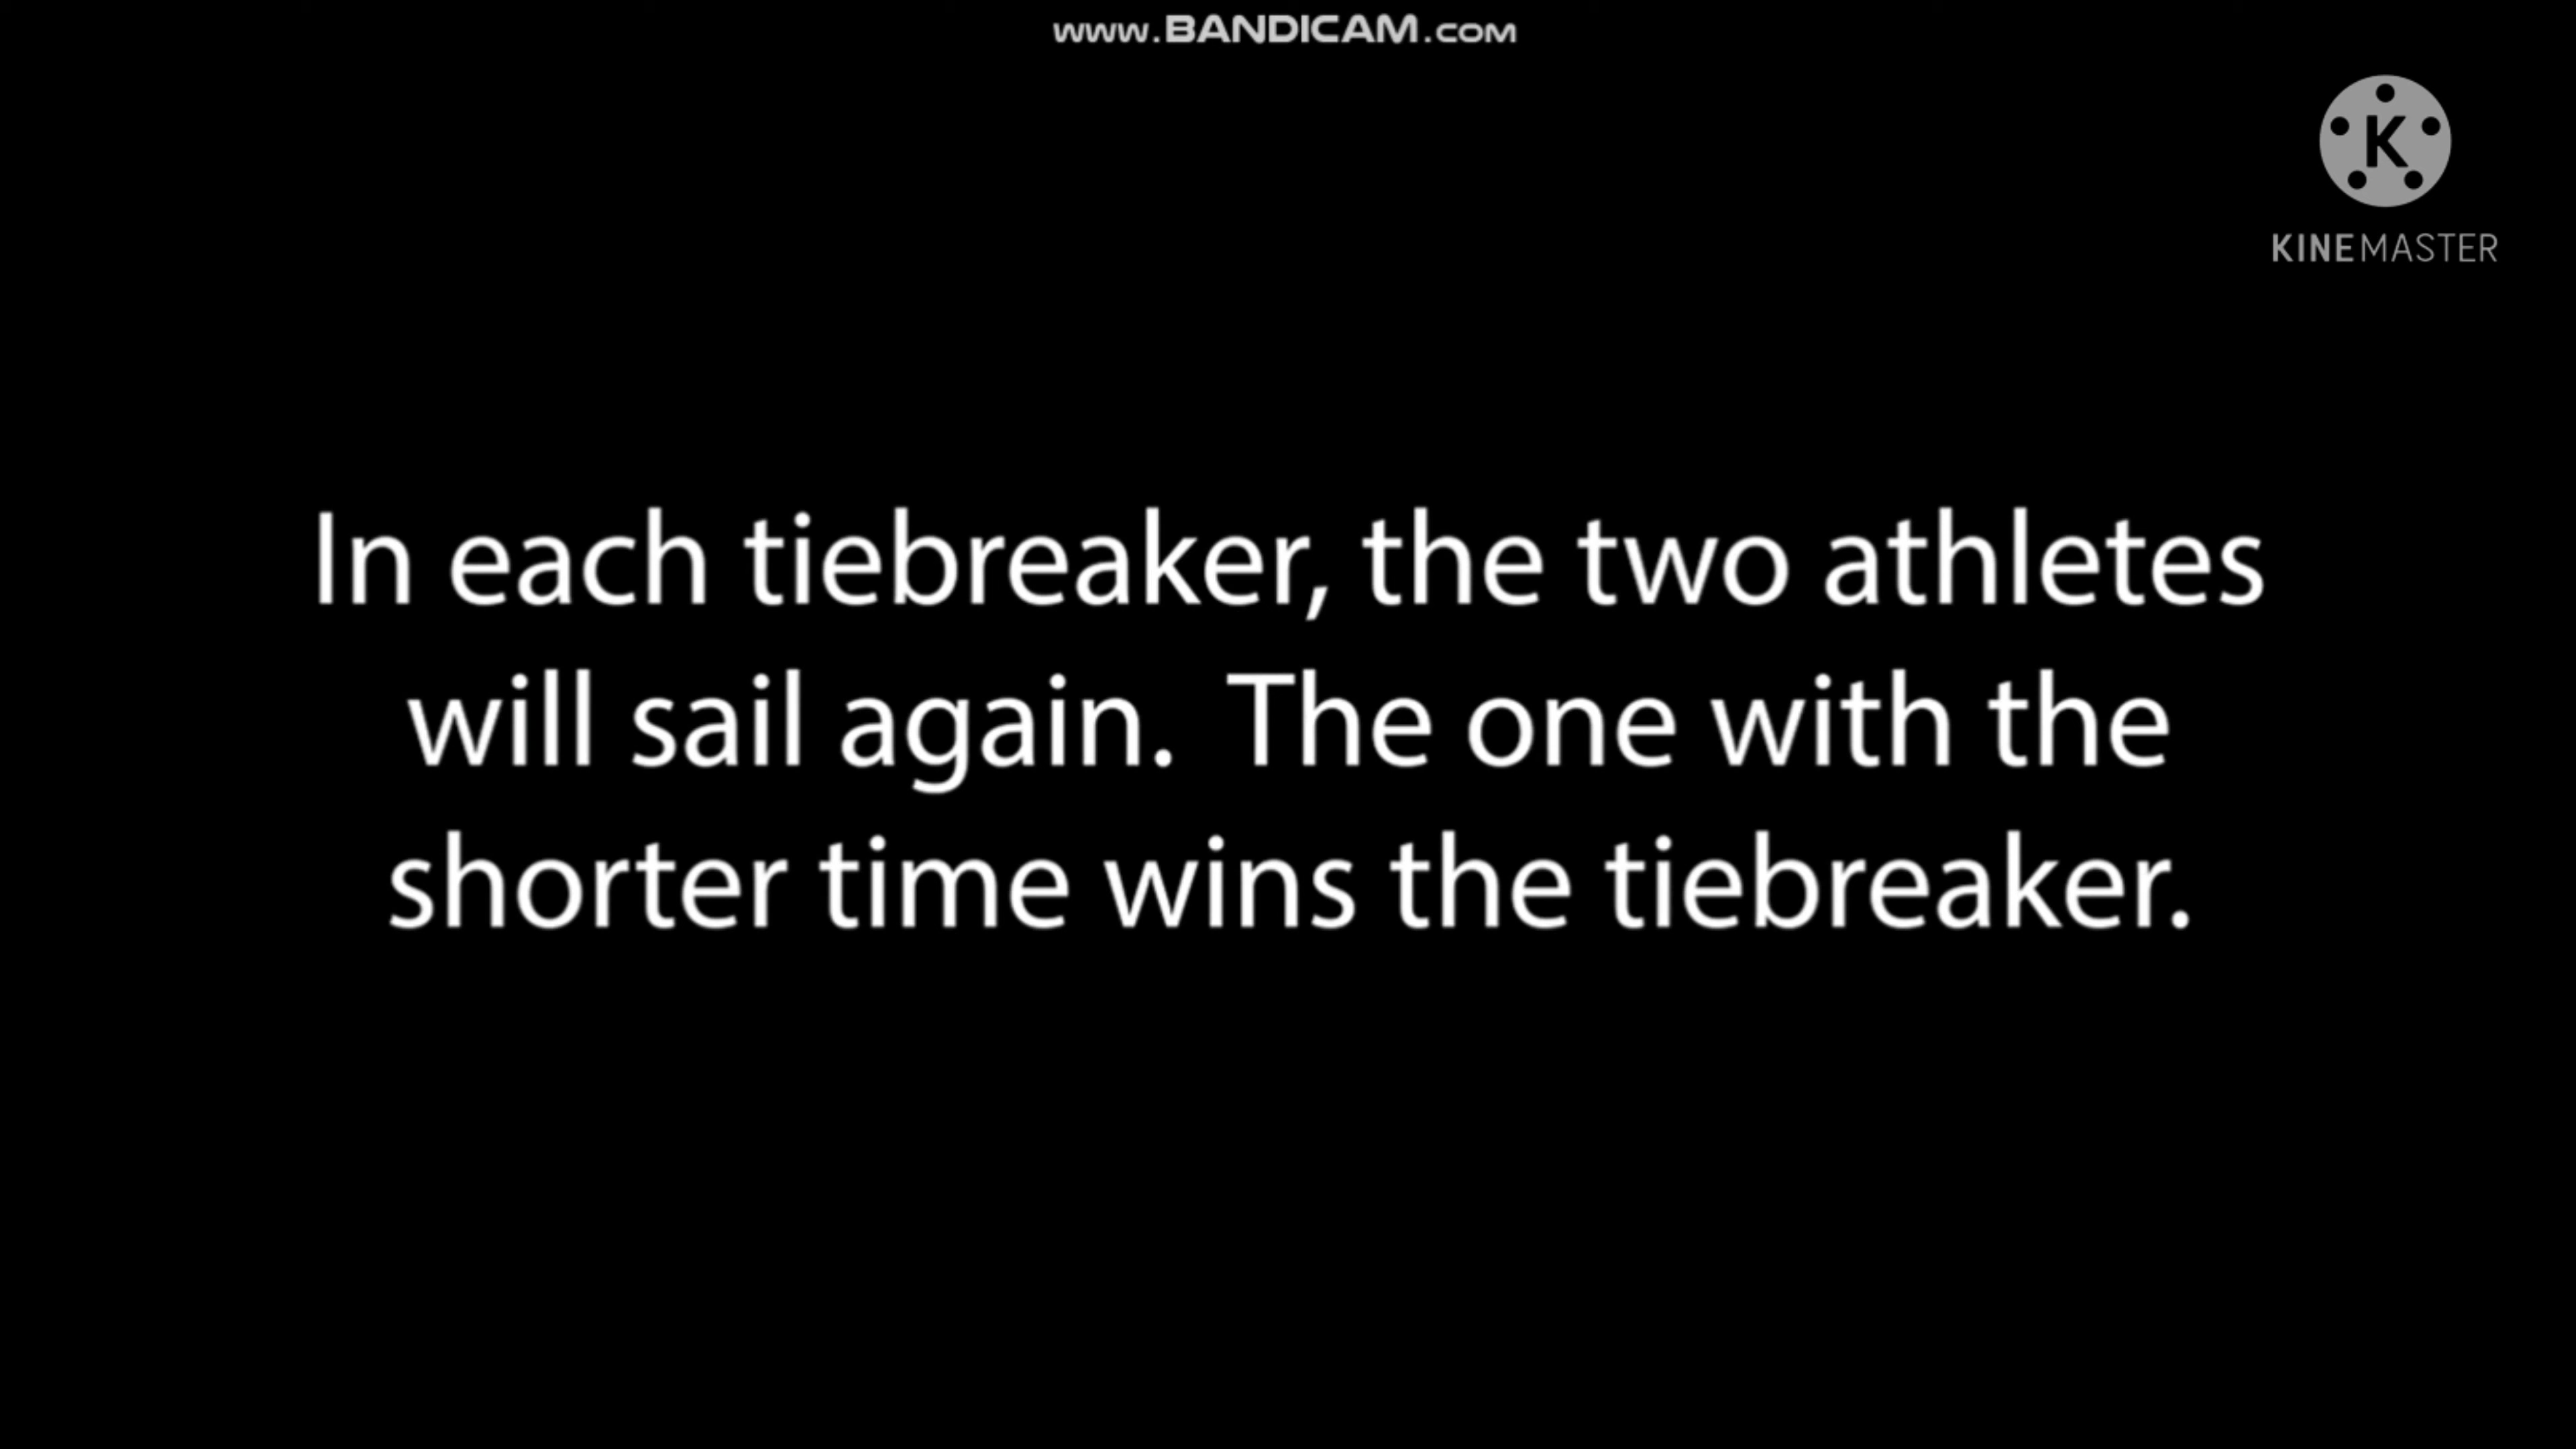 www.BANDICAM.com
K
KINEMASTER
In each tiebreaker, the two athletes
will sail again.  The one with the
shorter time wins the tiebreaker.